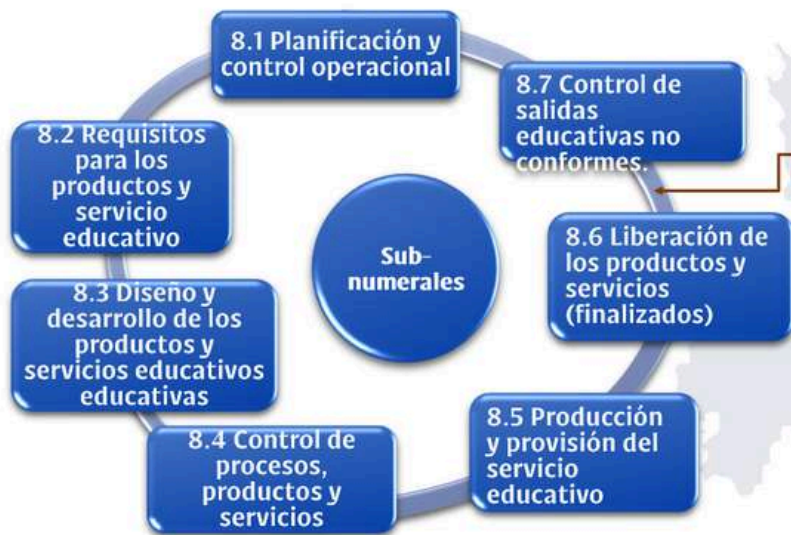 8.1 Planificación y
control operacional
8.7 Control de
salidas
educativas no
conformes.
8.2 Requisitos
para los
productos y
servicio
educativo
Sub-
numerales
8.6 Liberación de
los productos y
servicios
(finalizados)
8.3 Diseño y
desarrollo de los
productos y
servicios educativos
educativas
8.5 Producción
y provisión del
servicio
educativo
8.4 Control de
procesos,
productos y
servicios